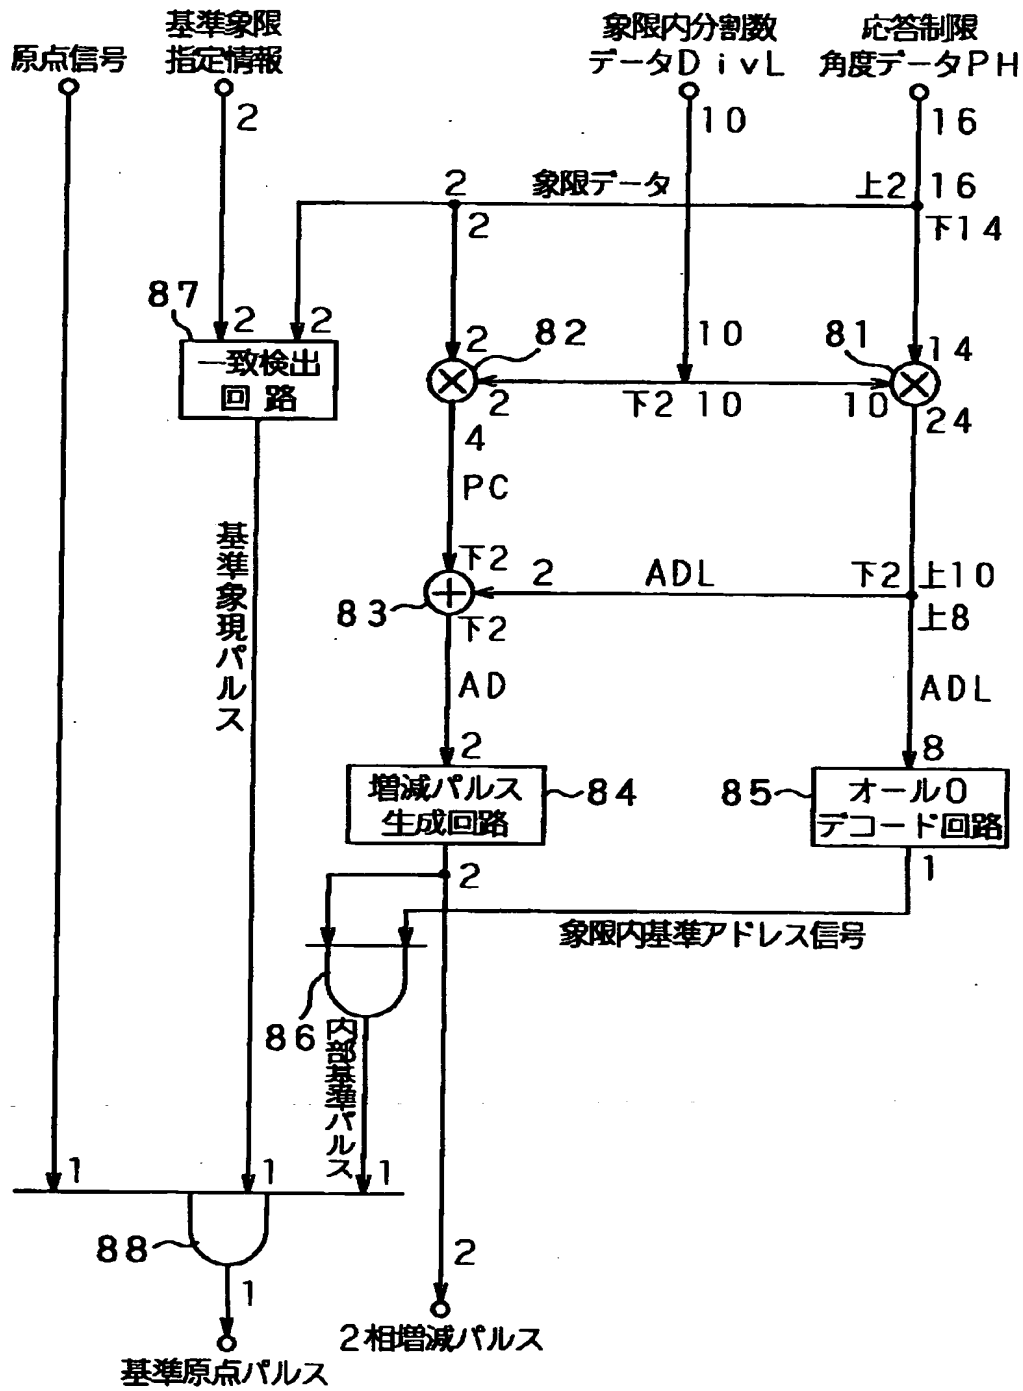 原点信号
基準象限
指定情報
象限内分割数
データDivL
応答制限
角度データPH
2
10
16
2
象限データ
上2
16
2
下14
87
2
2
2
82
10
81
14
一致検出
回路
2
下2
10
10
24
4
PC
基準象現パルス
下2
2
ADL
下2
上10
83
下2
上8
AD
ADL
2
8
増減パルス
生成回路
84
85
オール0
デコード回路
2
1
象限内基準アドレス信号
86
内部基準パルス
1
1
1
88
2
1
2相増減パルス
基準原点パルス